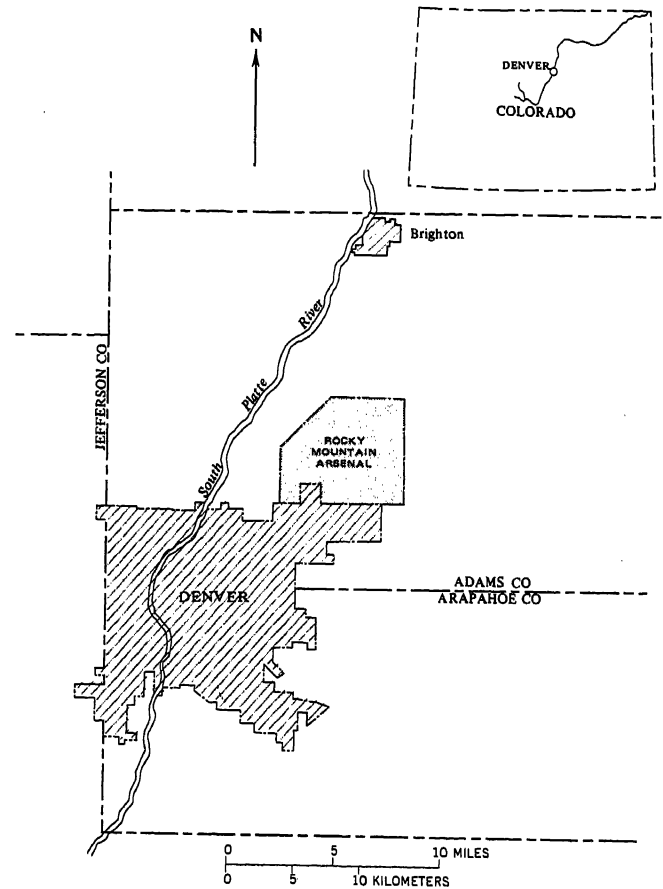 N
DENVER
COLORADO
Brighton
South Platte River
JEFFERSON CO
ROCKY
MOUNTAIN
ARSENAL
DENVER
ADAMS CO
ARAPAHOE CO
0 5 10 MILES
0 5 10 KILOMETERS